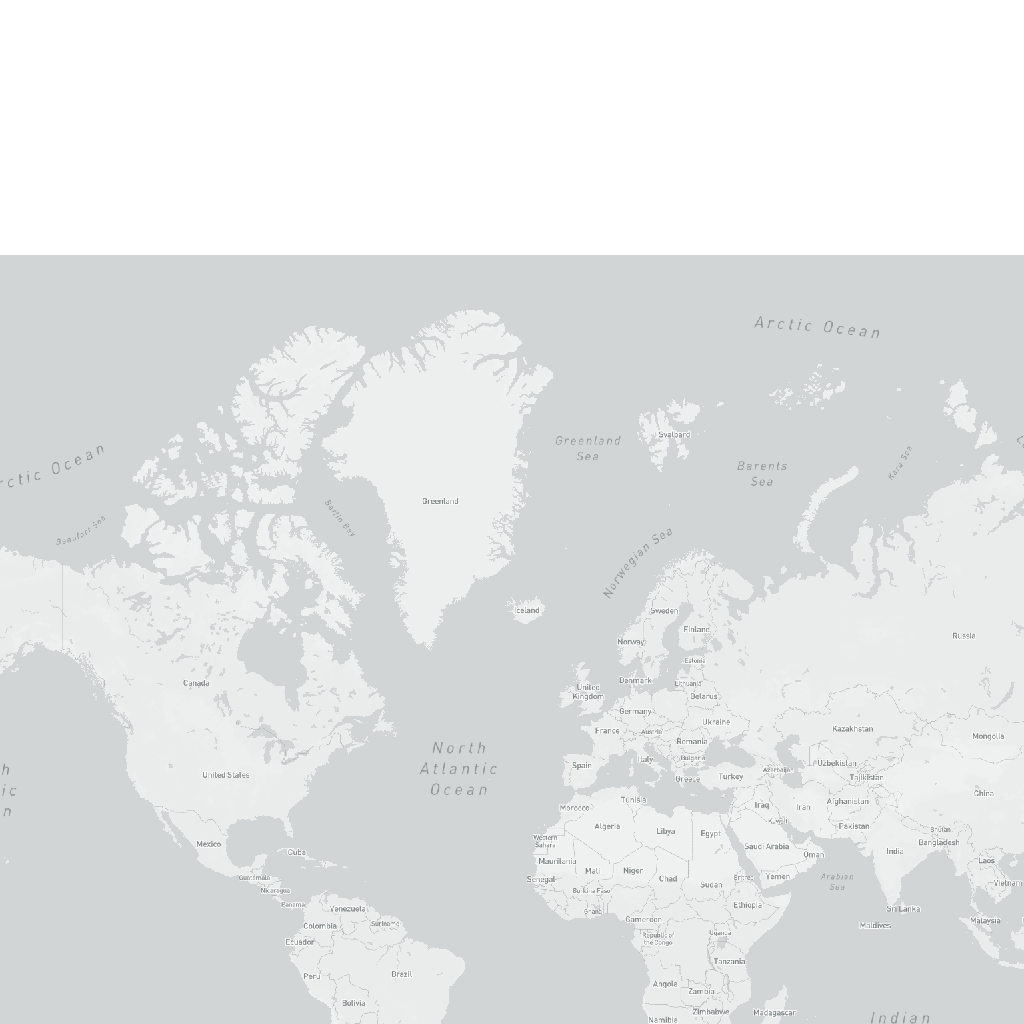 Arctic Ocean
Greenland
Sea
Svalbard
Barents
Sea
Kara Sea
rctic Ocean
Beaufort Sea
Baffin Bay
Greenland
Norwegian Sea
Iceland
Sweden
Finland
Norway
Russia
Estonia
Canada
Denmark
Lithuania
United
Kingdom
Belarus
Germany
Ukraine
France
Austria
Kazakhstan
Romania
Mongolia
North
Atlantic
Ocean
h
ic
n
Italy
Bulgaria
Spain
Uzbekistan
Azerbaijan
United States
Greece
Turkey
Tajikistan
China
Tunisia
Morocco
Iraq
Iran
Afghanistan
Kuwait
Pakistan
Algeria
Libya
Egypt
Bhutan
Bangladesh
Western
Sahara
Mexico
Saudi Arabia
India
Cuba
Oman
Mauritania
Mali
Niger
Laos
Guatemala
Senegal
Chad
Eritrea
Yemen
Arabian
Sea
Vietnam
Nicaragua
Burkina Faso
Sudan
Panama
Venezuela
Ghana
Ethiopia
Sri Lanka
Colombia
Suriname
Cameroon
Maldives
Malaysia
Ecuador
Republic of
the Congo
Uganda
Tanzania
Peru
Brazil
Angola
Zambia
Bolivia
Zimbabwe
Madagascar
Namibia
Indian